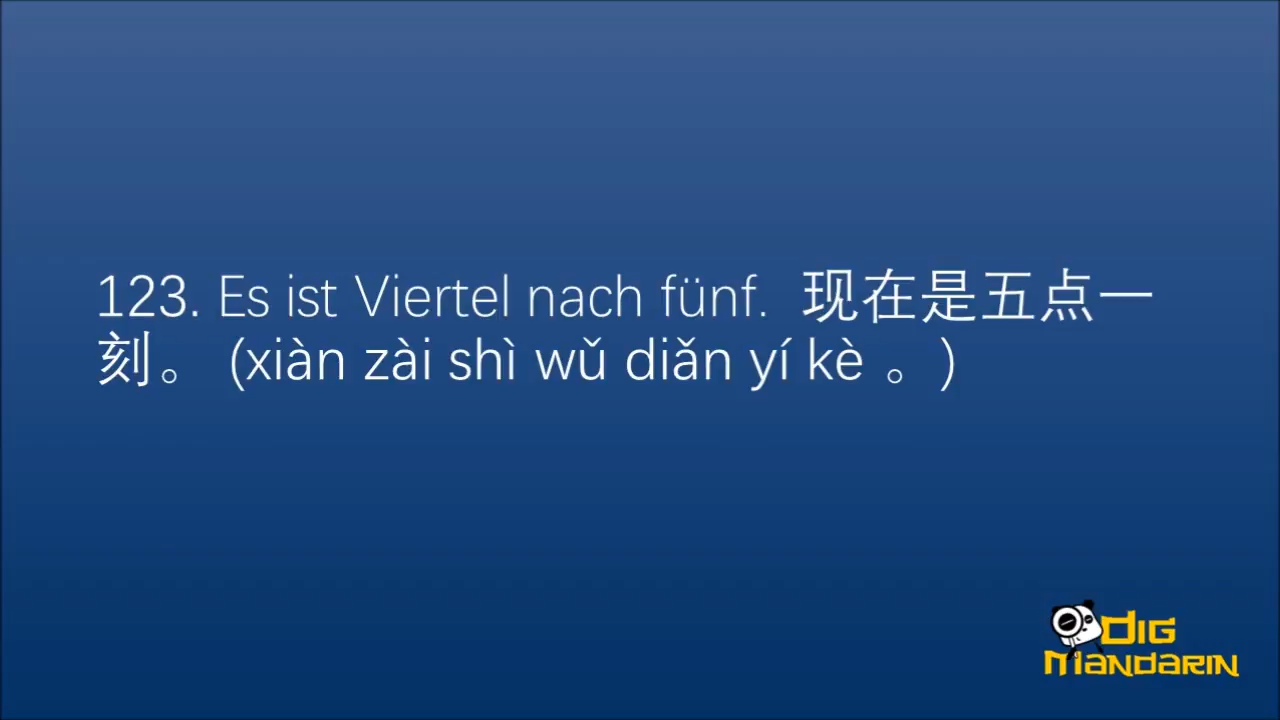 123. Es ist Viertel nach fünf. 现在是五点一
刻。 (xiàn zài shì wǔ diǎn yí kè 。)
DIG
MANDARIN